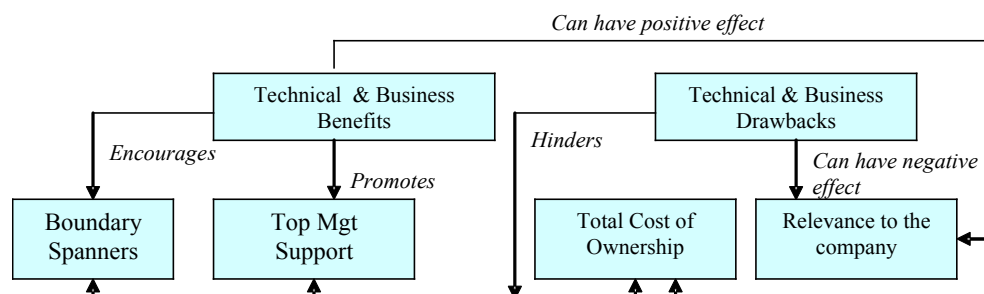 Can have positive effect
Technical & Business
Benefits
Technical & Business
Drawbacks
Encourages
Promotes
Hinders
Can have negative
effect
Boundary
Spanners
Top Mgt
Support
Total Cost of
Ownership
Relevance to the
company